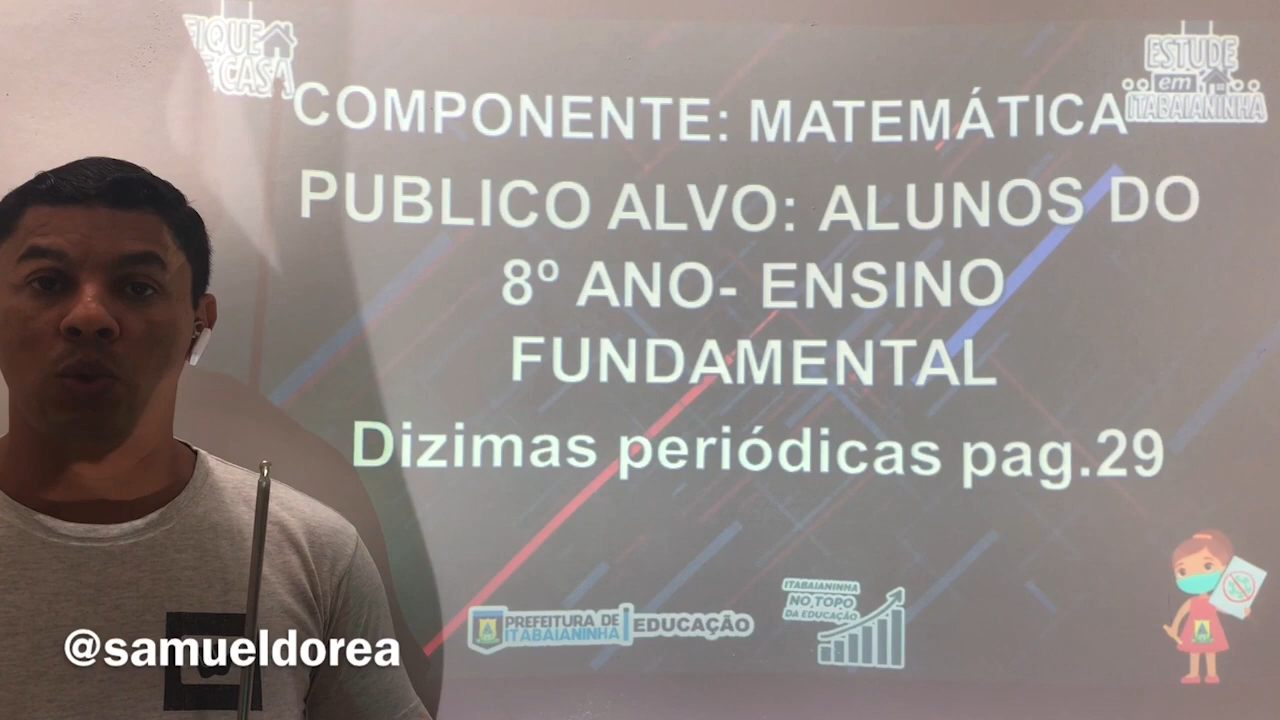 FIQUE
E CASA
ESTUDE
em
ITABAIANINHA
COMPONENTE: MATEMÁTICA
PUBLICO ALVO: ALUNOS DO
8º ANO- ENSINO
FUNDAMENTAL
Dizimas periódicas pag.29
ITABAIANINHA
NO TOPO
DA EDUCAÇÃO
PREFEITURA DE
ITABAIANINHA
EDUCAÇÃO
@samueldorea